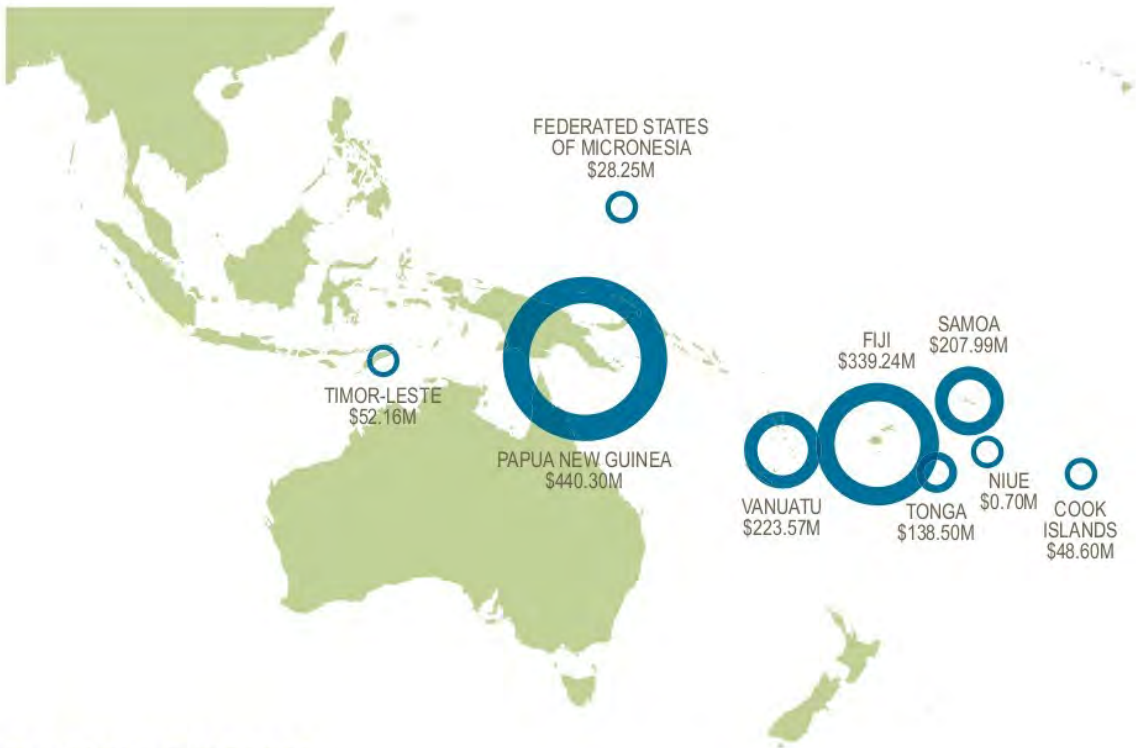 FEDERATED STATES
OF MICRONESIA
$28.25M
SAMOA
$207.99M
FIJI
$339.24M
TIMOR-LESTE
$52.16M
PAPUA NEW GUINEA
$440.30M
VANUATU
$223.57M
TONGA
$138.50M
NIUE
$0.70M
COOK
ISLANDS
$48.60M